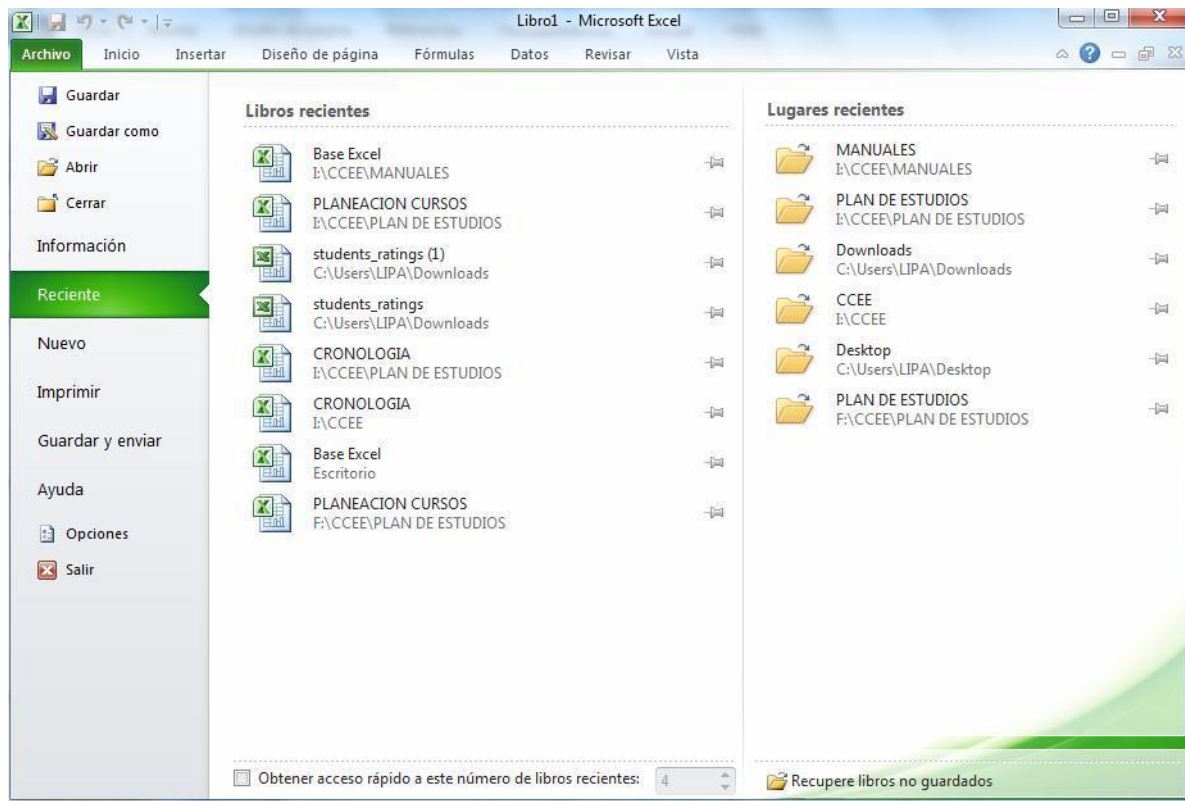 Libro1 - Microsoft Excel
Archivo Inicio Insertar Diseño de página Fórmulas Datos Revisar Vista
Guardar
Guardar como
Abrir
Cerrar
Información
Reciente
Nuevo
Imprimir
Guardar y enviar
Ayuda
Opciones
Salir
Libros recientes
Base Excel
I:\CCEE\MANUALES
PLANEACION CURSOS
I:\CCEE\PLAN DE ESTUDIOS
students_ratings (1)
C:\Users\LIPA\Downloads
students_ratings
C:\Users\LIPA\Downloads
CRONOLOGIA
I:\CCEE\PLAN DE ESTUDIOS
CRONOLOGIA
I:\CCEE
Base Excel
Escritorio
PLANEACION CURSOS
F:\CCEE\PLAN DE ESTUDIOS
Obtener acceso rápido a este número de libros recientes: 4
Lugares recientes
MANUALES
I:\CCEE\MANUALES
PLAN DE ESTUDIOS
I:\CCEE\PLAN DE ESTUDIOS
Downloads
C:\Users\LIPA\Downloads
CCEE
I:\CCEE
Desktop
C:\Users\LIPA\Desktop
PLAN DE ESTUDIOS
F:\CCEE\PLAN DE ESTUDIOS
Recupere libros no guardados